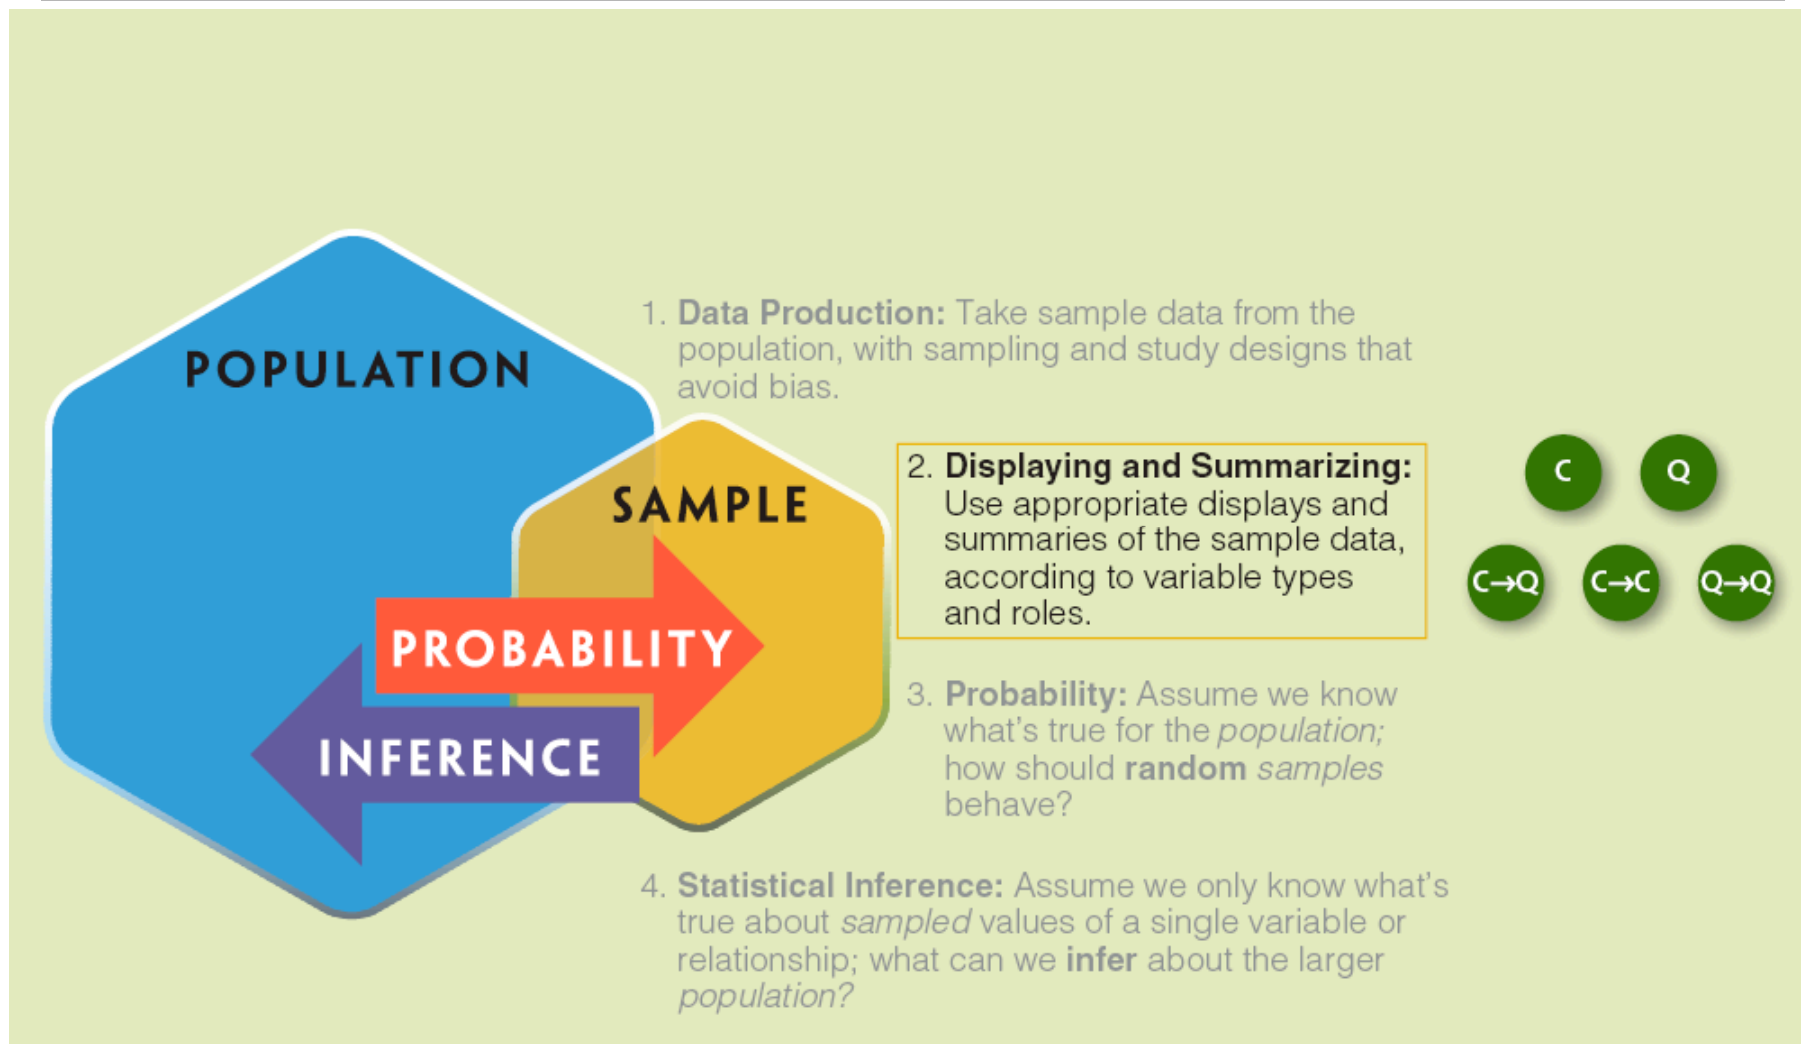 POPULATION
SAMPLE
PROBABILITY
INFERENCE
1. Data Production: Take sample data from the
population, with sampling and study designs that
avoid bias.
2. Displaying and Summarizing:
Use appropriate displays and
summaries of the sample data,
according to variable types
and roles.
C Q
C→Q C→C Q→Q
3. Probability: Assume we know
what's true for the population;
how should random samples
behave?
4. Statistical Inference: Assume we only know what's
true about sampled values of a single variable or
relationship; what can we infer about the larger
population?